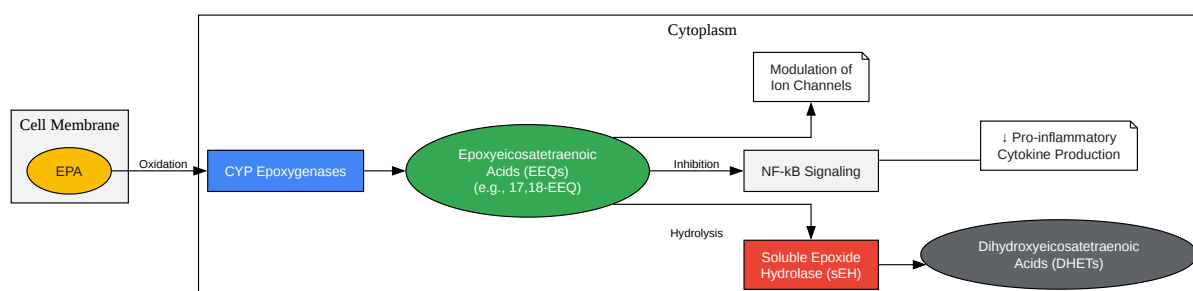 Cytoplasm
Cell Membrane
EPA
Oxidation
CYP Epoxygenases
Epoxyeicosatetraenoic
Acids (EEQs)
(e.g., 17,18-EEQ)
Modulation of
Ion Channels
Inhibition
NF-kB Signaling
↓ Pro-inflammatory
Cytokine Production
Hydrolysis
Soluble Epoxide
Hydrolase (sEH)
Dihydroxyeicosatetraenoic
Acids (DHETs)